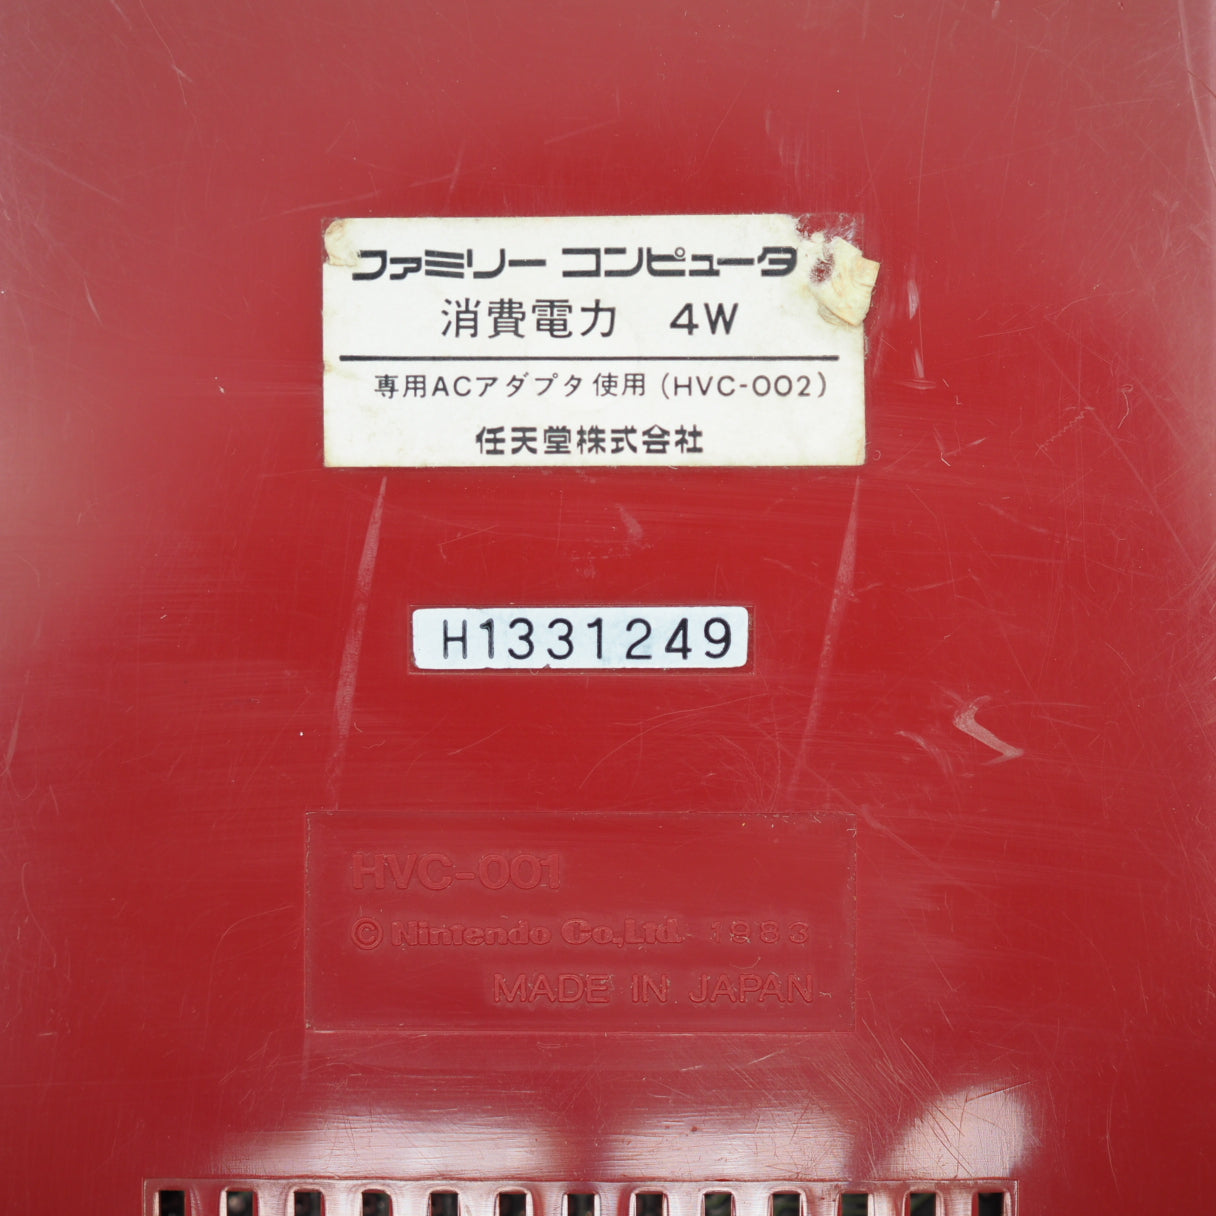 ファミリー コンピュータ
消費電力 4W
専用ACアダプタ使用(HVC-002)
任天堂株式会社
H1331249
HVC-001
© Nintendo Co.,Ltd. 1983
MADE IN JAPAN